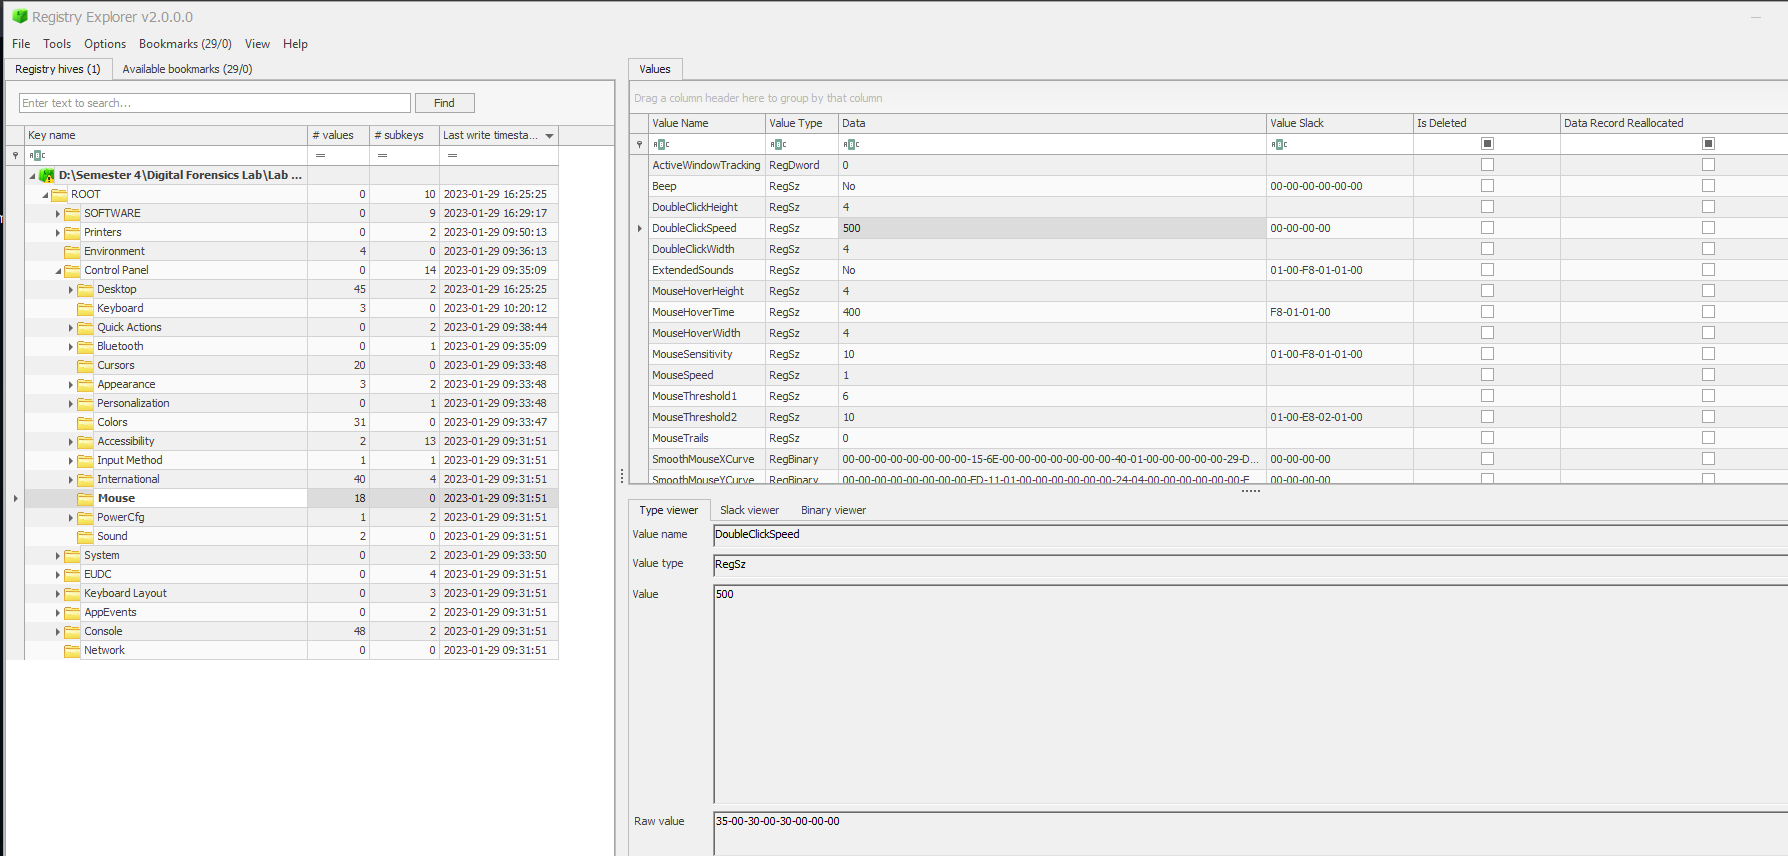 Registry Explorer v2.0.0.0
File Tools Options Bookmarks (29/0) View Help
Registry hives (1) Available bookmarks (29/0)
Enter text to search... Find
Key name # values # subkeys Last write timesta...
=
=
=
D:\Semester 4\Digital Forensics Lab\Lab ...
ROOT 0 10 2023-01-29 16:25:25
SOFTWARE 0 9 2023-01-29 16:29:17
Printers 0 2 2023-01-29 09:50:13
Environment 4 0 2023-01-29 09:36:13
Control Panel 0 14 2023-01-29 09:35:09
Desktop 45 2 2023-01-29 16:25:25
Keyboard 3 0 2023-01-29 10:20:12
Quick Actions 0 2 2023-01-29 09:38:44
Bluetooth 0 1 2023-01-29 09:35:09
Cursors 20 0 2023-01-29 09:33:48
Appearance 3 2 2023-01-29 09:33:48
Personalization 0 1 2023-01-29 09:33:48
Colors 31 0 2023-01-29 09:33:47
Accessibility 2 13 2023-01-29 09:31:51
Input Method 1 1 2023-01-29 09:31:51
International 40 4 2023-01-29 09:31:51
Mouse 18 0 2023-01-29 09:31:51
PowerCfg 1 2 2023-01-29 09:31:51
Sound 2 0 2023-01-29 09:31:51
System 0 2 2023-01-29 09:33:50
EUDC 0 4 2023-01-29 09:31:51
Keyboard Layout 0 3 2023-01-29 09:31:51
AppEvents 0 2 2023-01-29 09:31:51
Console 48 2 2023-01-29 09:31:51
Network 0 0 2023-01-29 09:31:51
Values
Drag a column header here to group by that column
Value Name Value Type Data Value Slack Is Deleted Data Record Reallocated
ActiveWindowTracking RegDword 0
Beep RegSz No 00-00-00-00-00-00
DoubleClickHeight RegSz 4
DoubleClickSpeed RegSz 500 00-00-00-00
DoubleClickWidth RegSz 4
ExtendedSounds RegSz No 01-00-F8-01-01-00
MouseHoverHeight RegSz 4
MouseHoverTime RegSz 400 F8-01-01-00
MouseHoverWidth RegSz 4
MouseSensitivity RegSz 10 01-00-F8-01-01-00
MouseSpeed RegSz 1
MouseThreshold1 RegSz 6
MouseThreshold2 RegSz 10 01-00-E8-02-01-00
MouseTrails RegSz 0
SmoothMouseXCurve RegBinary 00-00-00-00-00-00-00-00-15-6E-00-00-00-00-00-00-00-40-01-00-00-00-00-00-29-D... 00-00-00-00
SmoothMouseYCurve RegBinary 00-00-00-00-00-00-00-00-FD-11-01-00-00-00-00-00-00-24-04-00-00-00-00-00-00-F... 00-00-00-00
Type viewer Slack viewer Binary viewer
Value name DoubleClickSpeed
Value type RegSz
Value 500
Raw value 35-00-30-00-30-00-00-00